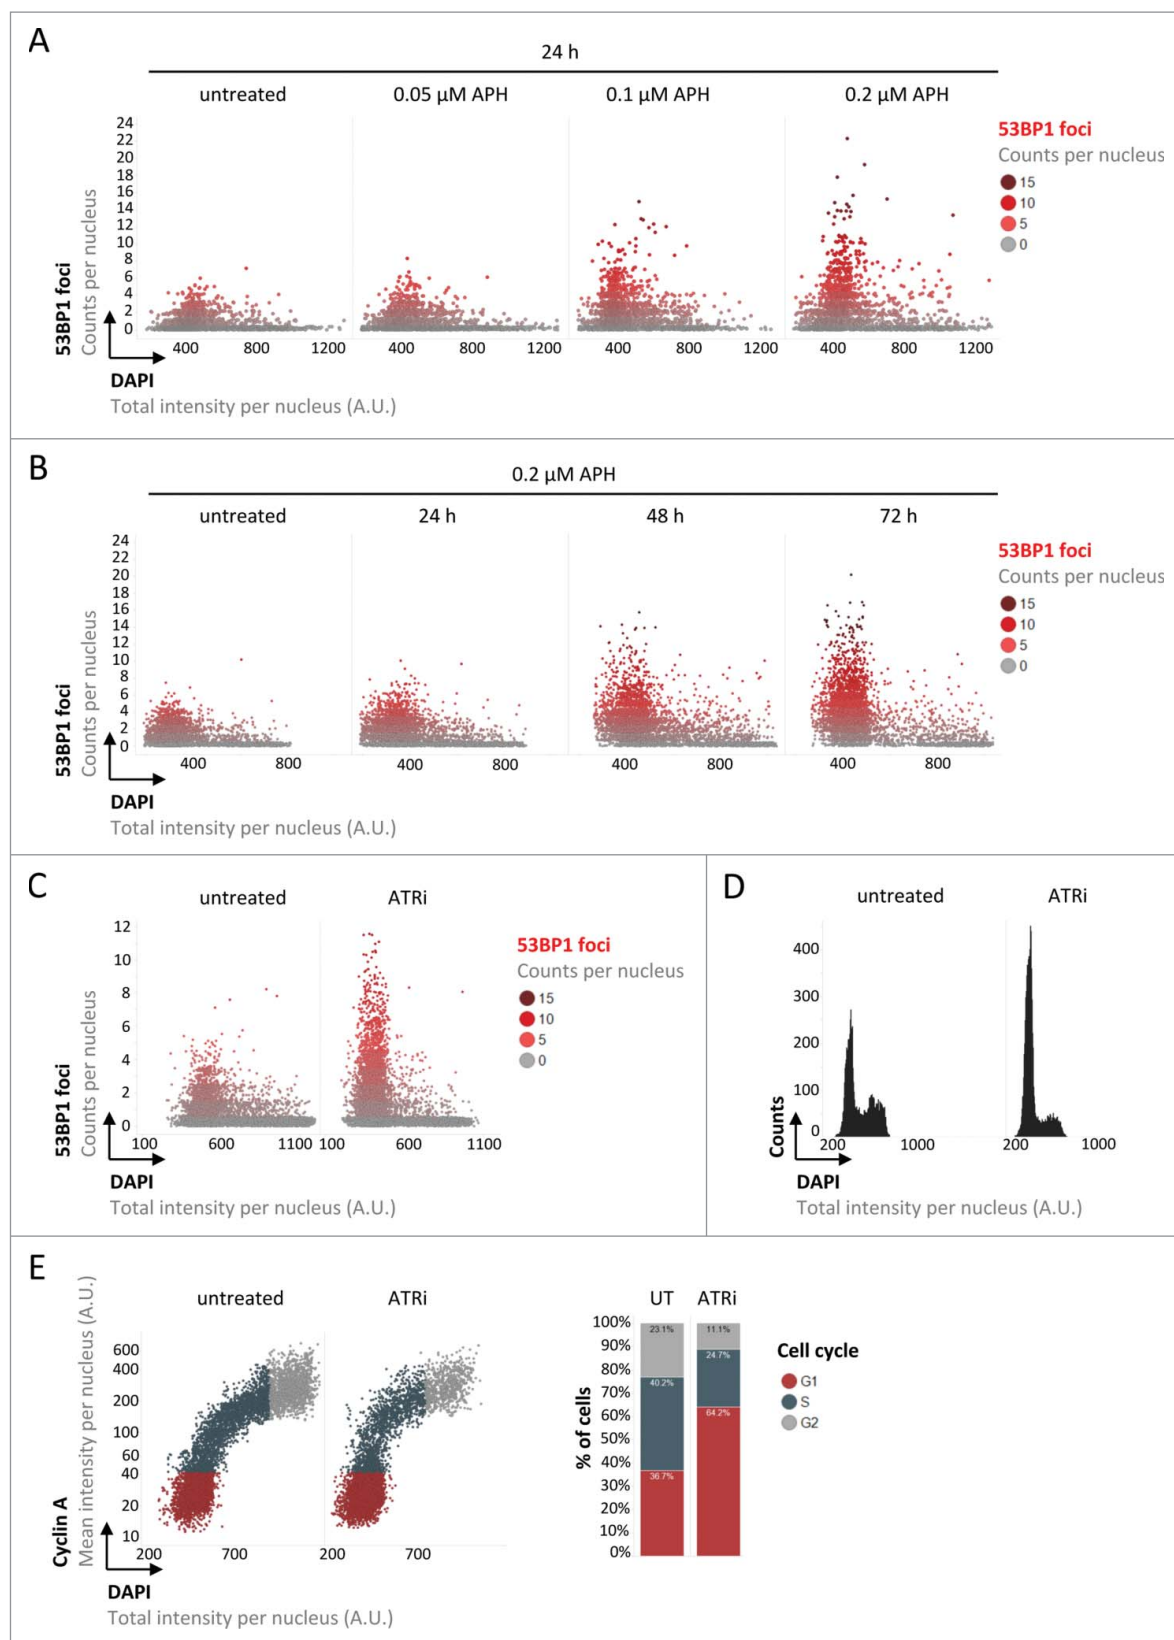 A
24 h
untreated
0.05 µM APH
0.1 µM APH
0.2 µM APH
24
22
20
18
16
14
12
10
8
6
4
2
0
53BP1 foci
Counts per nucleus
400 800 1200
400 800 1200
400 800 1200
400 800 1200
DAPI
Total intensity per nucleus (A.U.)
53BP1 foci
Counts per nucleus
15
10
5
0
B
0.2 µM APH
untreated
24 h
48 h
72 h
24
22
20
18
16
14
12
10
8
6
4
2
0
53BP1 foci
Counts per nucleus
400 800
400 800
400 800
400 800
DAPI
Total intensity per nucleus (A.U.)
53BP1 foci
Counts per nucleus
15
10
5
0
C
untreated
ATRi
12
10
8
6
4
2
0
53BP1 foci
Counts per nucleus
100 600 1100
100 600 1100
DAPI
Total intensity per nucleus (A.U.)
53BP1 foci
Counts per nucleus
15
10
5
0
D
untreated
ATRi
400
300
200
100
0
Counts
200 1000
200 1000
DAPI
Total intensity per nucleus (A.U.)
E
untreated
ATRi
600
400
200
100
60
40
20
10
Cyclin A
Mean intensity per nucleus (A.U.)
200 700
200 700
DAPI
Total intensity per nucleus (A.U.)
UT ATRi
100%
90%
80%
70%
60%
50%
40%
30%
20%
10%
0%
% of cells
23.1%
40.2%
36.7%
11.1%
24.7%
64.2%
Cell cycle
G1
S
G2